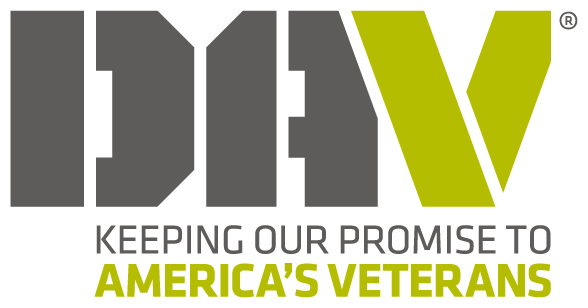 DAV®
KEEPING OUR PROMISE TO
AMERICA'S VETERANS